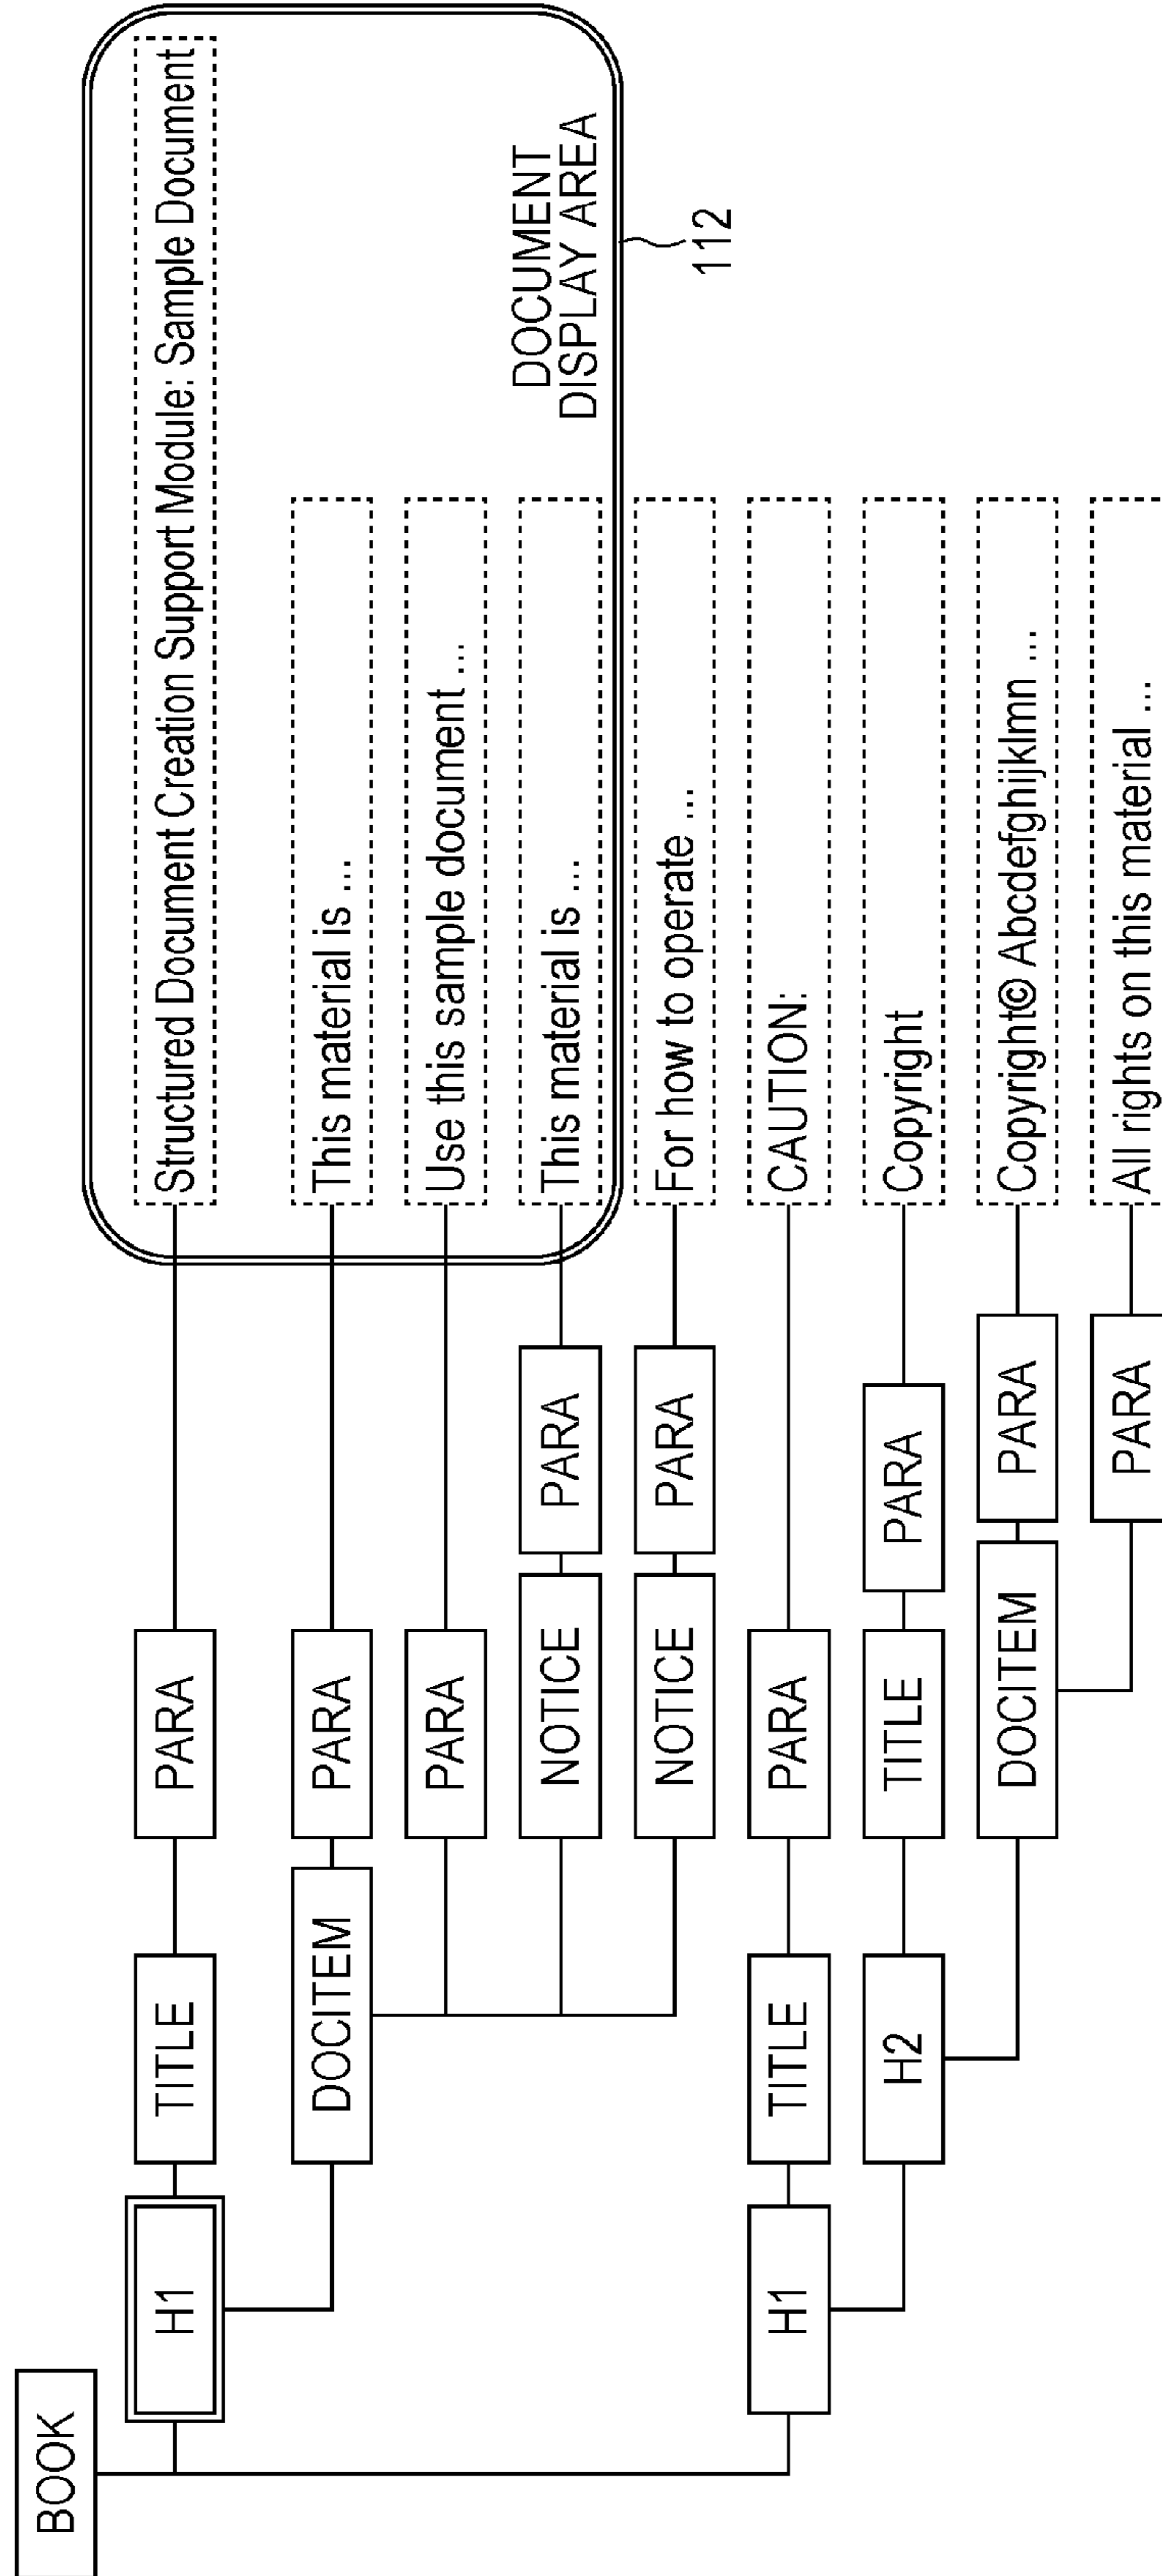 BOOK
H1 TITLE PARA Structured Document Creation Support Module: Sample Document
DOCITEM PARA This material is ...
PARA Use this sample document ...
DOCUMENT
DISPLAY AREA
NOTICE PARA This material is ...
NOTICE PARA For how to operate ...
112
H1 TITLE PARA CAUTION:
H2 TITLE PARA Copyright
DOCITEM PARA Copyright© Abcdefghijklmn ...
PARA All rights on this material ...